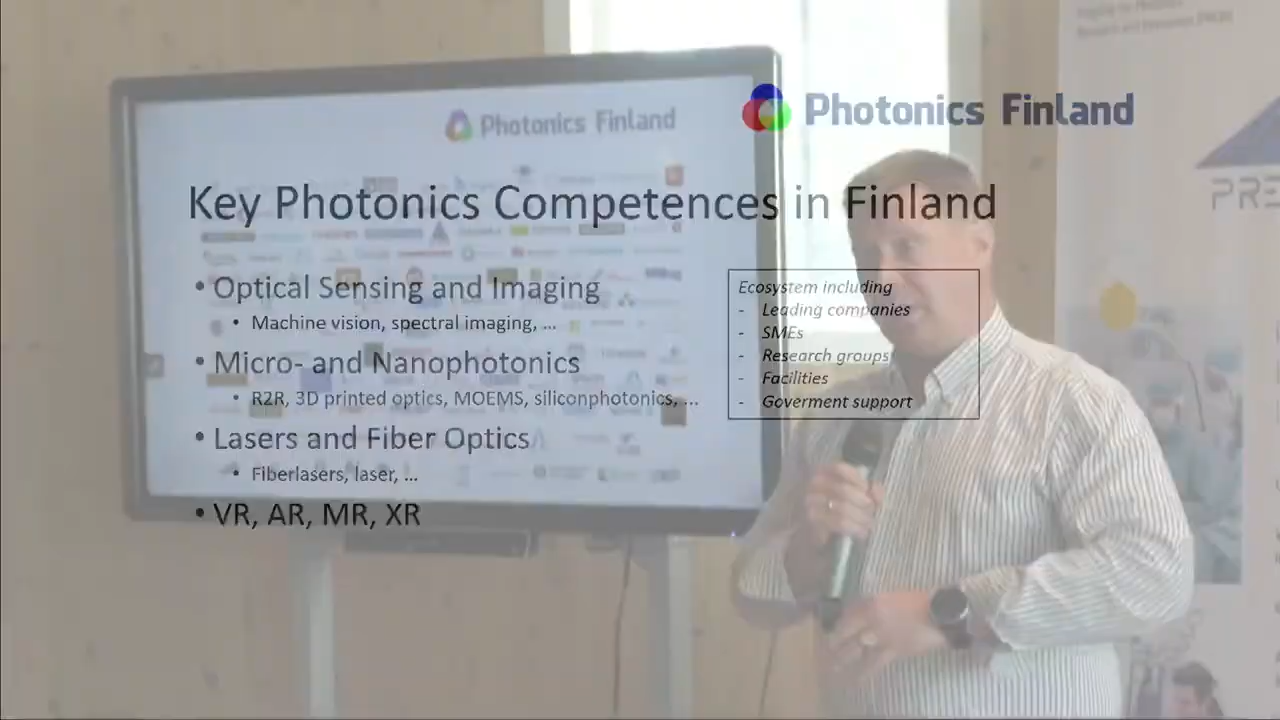 Photonics Finland
Photonics Finland
Key Photonics Competences in Finland
• Optical Sensing and Imaging
• Machine vision, spectral imaging, ...
• Micro- and Nanophotonics
• R2R, 3D printed optics, MOEMS, siliconphotonics, ...
• Lasers and Fiber Optics
• Fiberlasers, laser, ...
• VR, AR, MR, XR
Ecosystem including
- Leading companies
- SMEs
- Research groups
- Facilities
- Goverment support
PRE